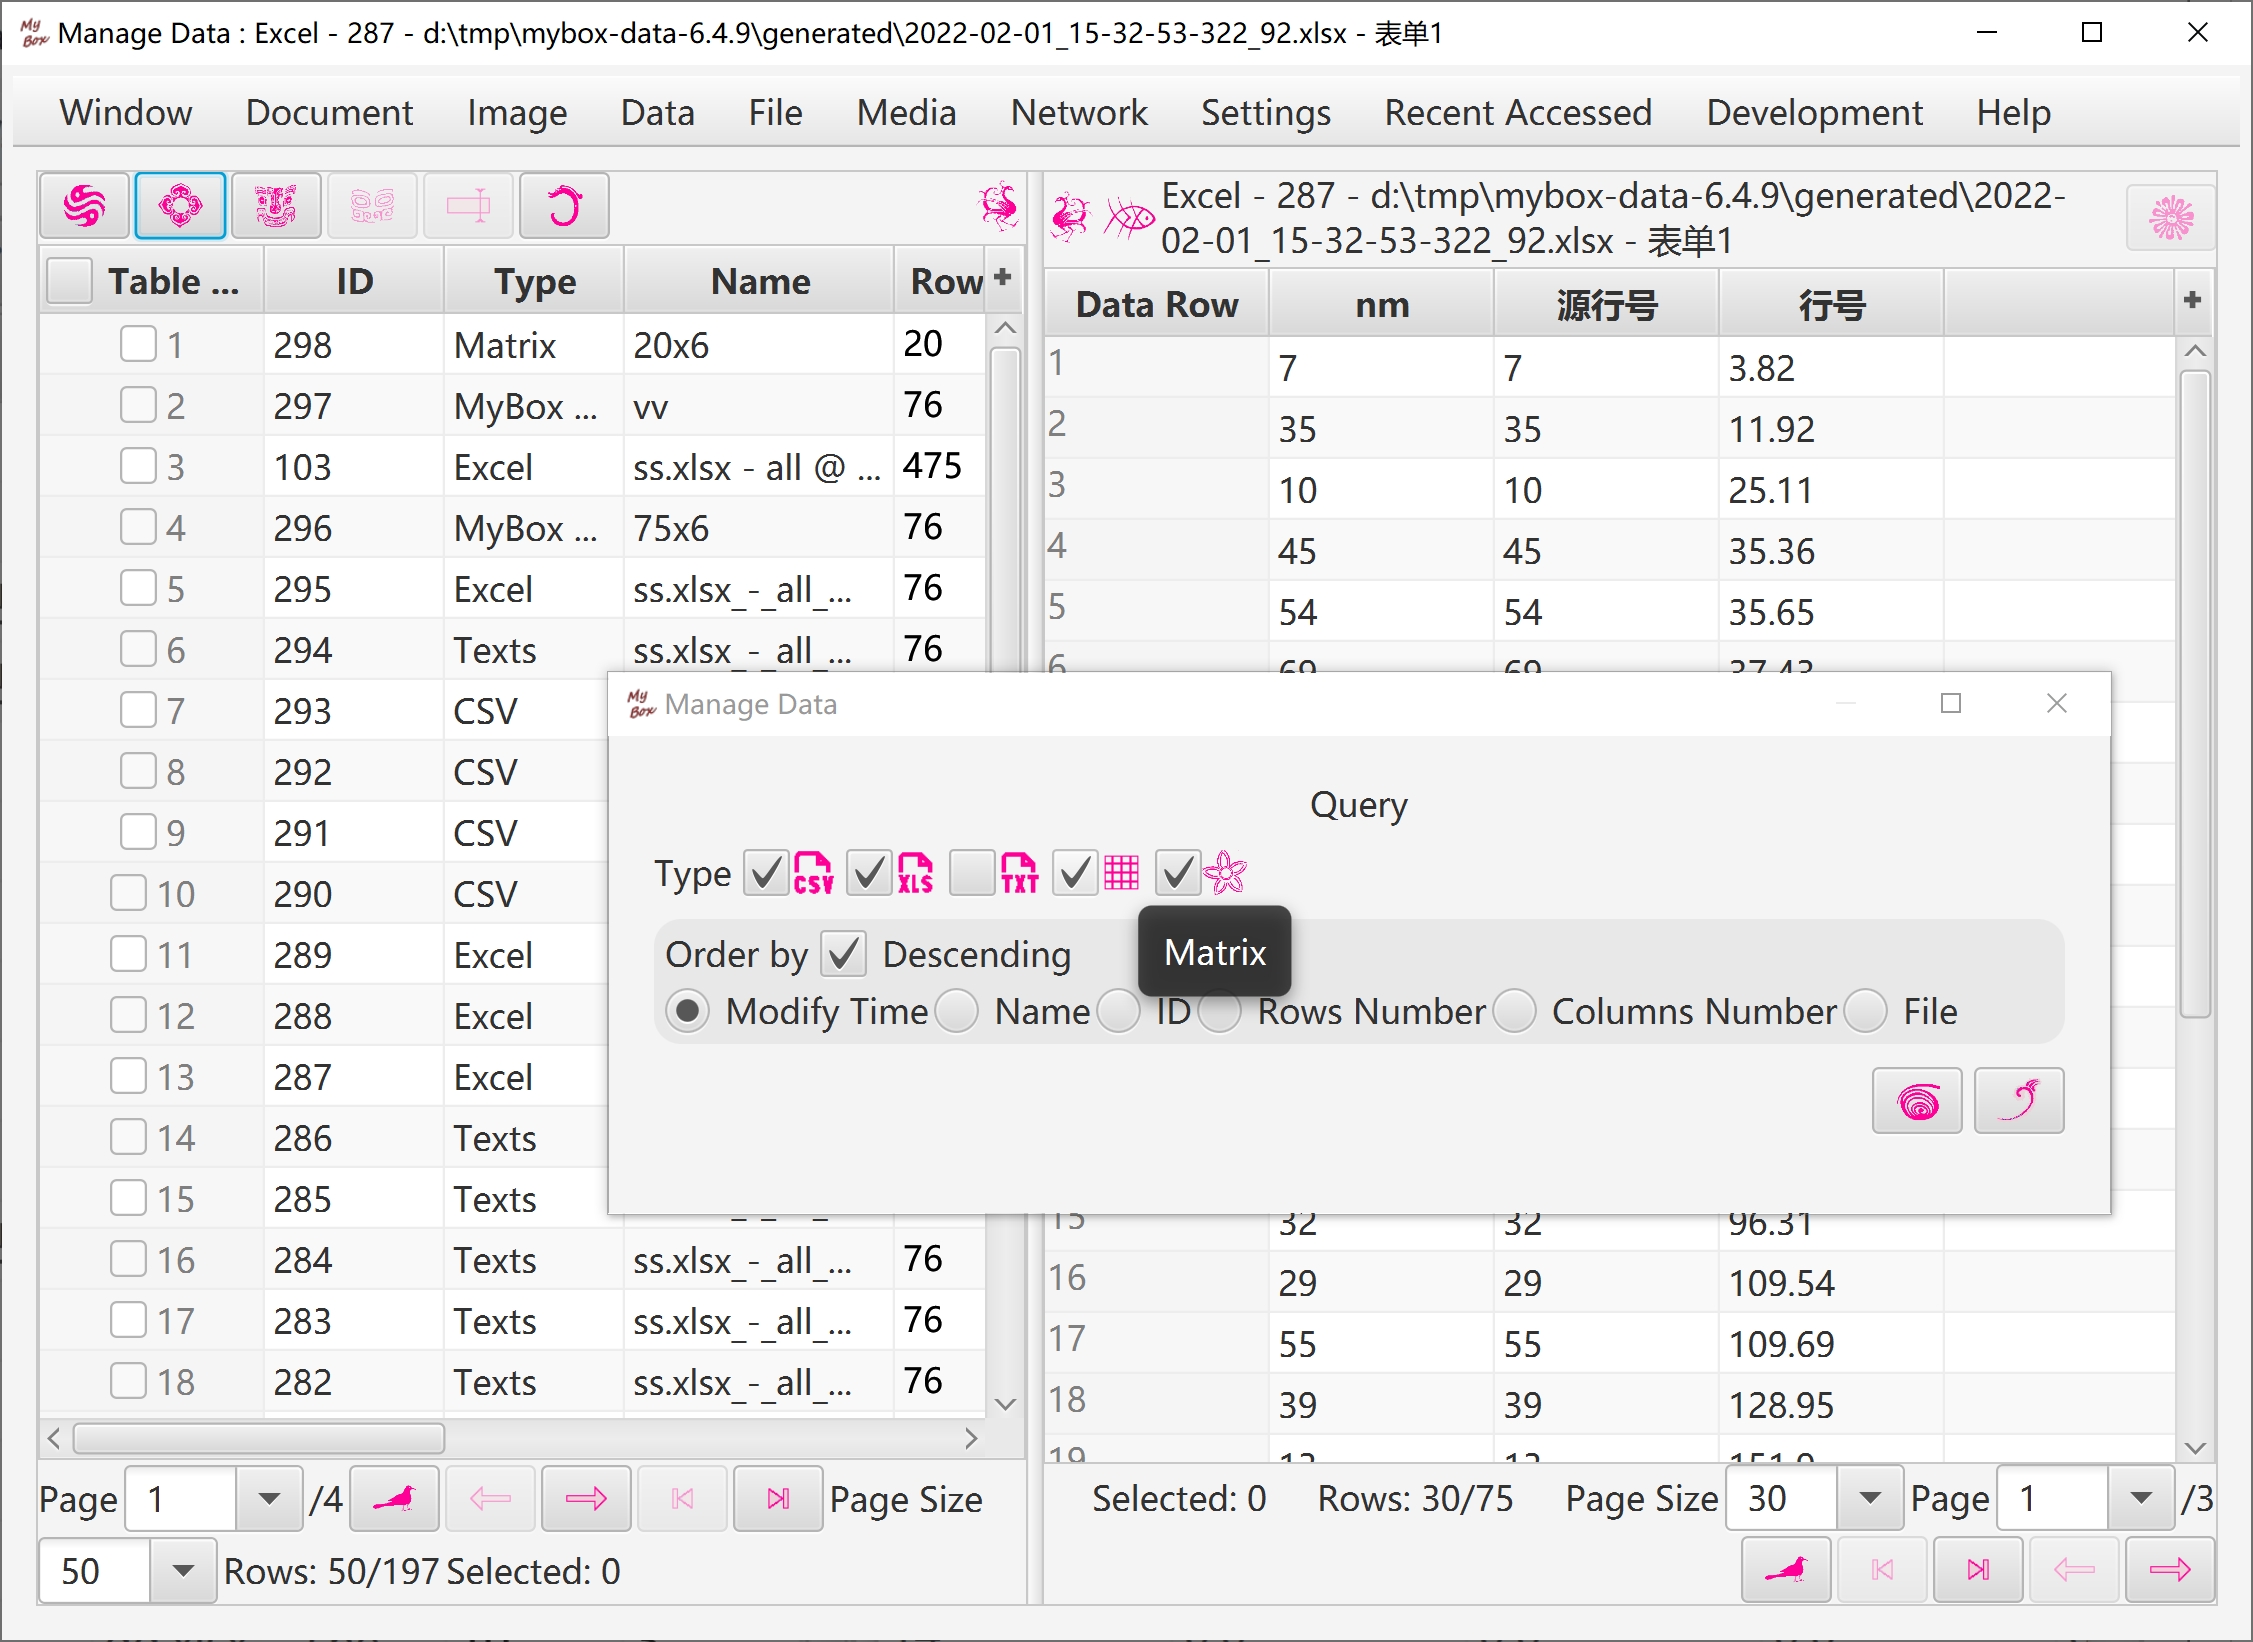 My Box Manage Data : Excel - 287 - d:\tmp\mybox-data-6.4.9\generated\2022-02-01_15-32-53-322_92.xlsx - 表单1
Window Document Image Data File Media Network Settings Recent Accessed Development Help
Table ... ID Type Name Row
1 298 Matrix 20x6 20
2 297 MyBox ... vv 76
3 103 Excel ss.xlsx - all @ ... 475
4 296 MyBox ... 75x6 76
5 295 Excel ss.xlsx_-_all_... 76
6 294 Texts ss.xlsx_-_all_... 76
7 293 CSV
8 292 CSV
9 291 CSV
10 290 CSV
11 289 Excel
12 288 Excel
13 287 Excel
14 286 Texts
15 285 Texts
16 284 Texts ss.xlsx_-_all_... 76
17 283 Texts ss.xlsx_-_all_... 76
18 282 Texts ss.xlsx_-_all_... 76
Page 1 /4 Page Size
50 Rows: 50/197 Selected: 0
Excel - 287 - d:\tmp\mybox-data-6.4.9\generated\2022-
02-01_15-32-53-322_92.xlsx - 表单1
Data Row nm 源行号 行号
1 7 7 3.82
2 35 35 11.92
3 10 10 25.11
4 45 45 35.36
5 54 54 35.65
6 69 69 37.43
My Box Manage Data
Query
Type CSV XLS TXT
Order by Descending
Matrix
Modify Time Name ID Rows Number Columns Number File
15 32 32 96.31
16 29 29 109.54
17 55 55 109.69
18 39 39 128.95
19
Selected: 0 Rows: 30/75 Page Size 30 Page 1 /3